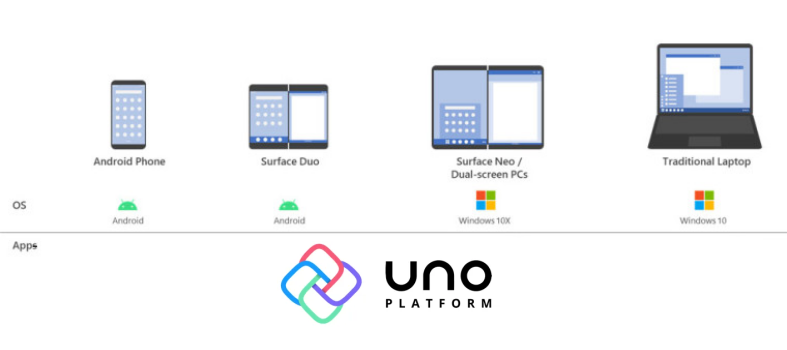 Android Phone
Surface Duo
Surface Neo /
Dual-screen PCs
Traditional Laptop
OS
Android
Android
Windows 10X
Windows 10
Apps
uno
PLATFORM